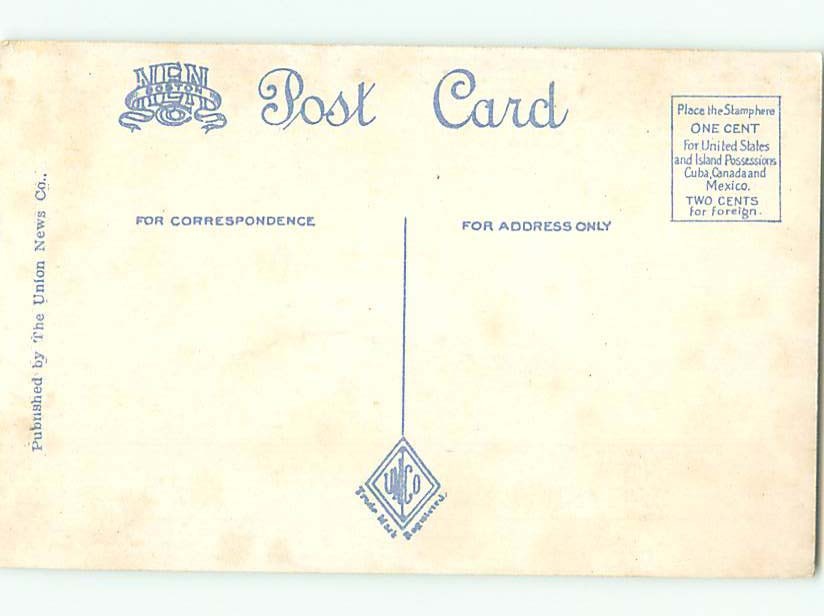 BOSTON
Post Card
Place the Stamp here
ONE CENT
For United States
and Island Possessions
Cuba, Canada and
Mexico.
TWO CENTS
for foreign.
FOR CORRESPONDENCE
FOR ADDRESS ONLY
Published by The Union News Co.,
UNCo
Trade Mark Registered.